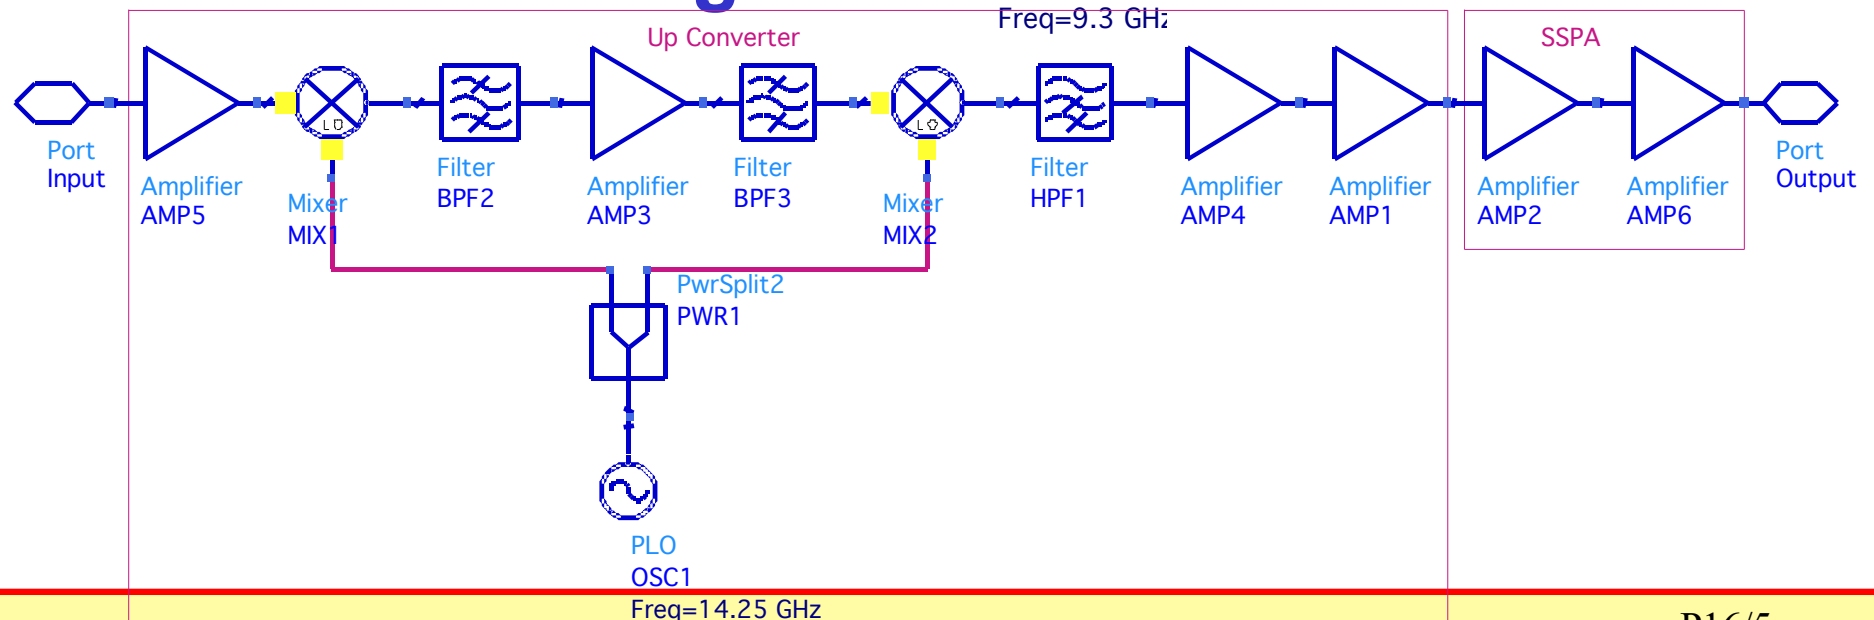 Freq=9.3 GHz
Up Converter
SSPA
L O
L O
Port
Input
Amplifier
AMP5
Mixer
MIX1
Filter
BPF2
Amplifier
AMP3
Filter
BPF3
Mixer
MIX2
Filter
HPF1
Amplifier
AMP4
Amplifier
AMP1
Amplifier
AMP2
Amplifier
AMP6
Port
Output
PwrSplit2
PWR1
PLO
OSC1
Freq=14.25 GHz
P16/5